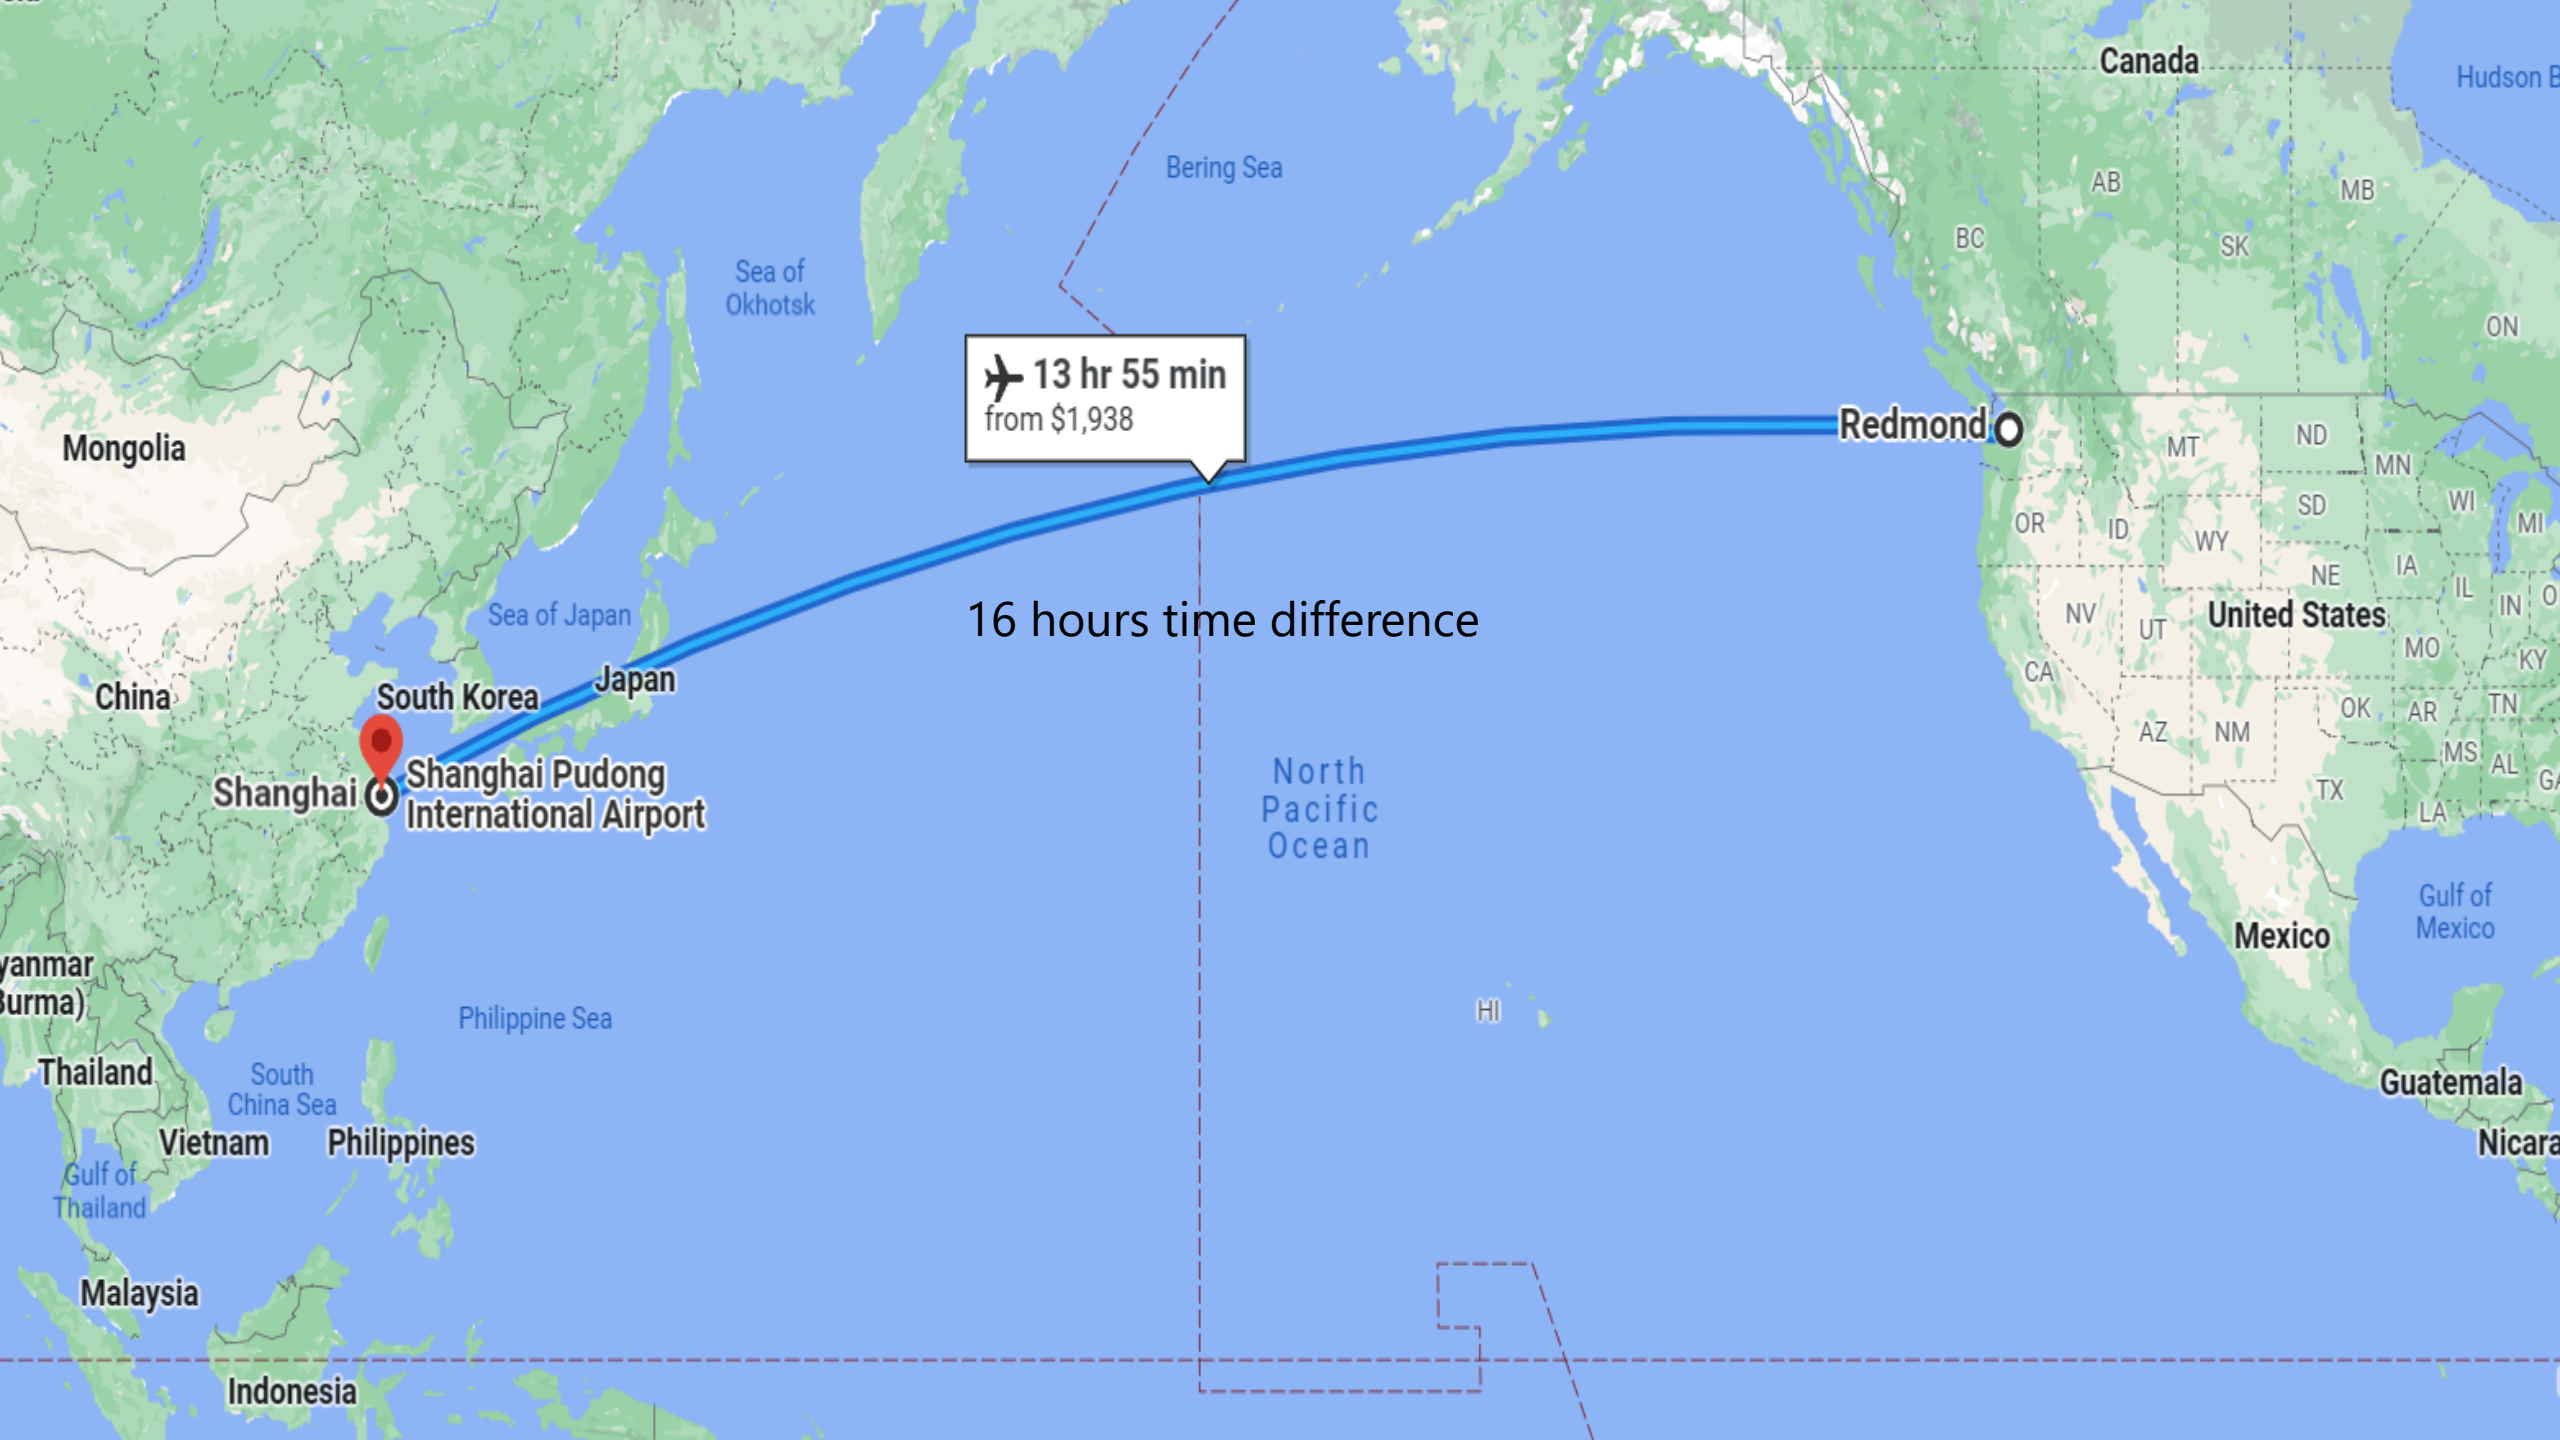 Canada
Hudson B
Bering Sea
AB
MB
BC
SK
Sea of
Okhotsk
ON
13 hr 55 min
from $1,938
Redmond
Mongolia
MT
ND
MN
SD
WI
MI
OR
ID
WY
IA
NE
IL
IN
O
Sea of Japan
16 hours time difference
NV
UT
United States
MO
KY
CA
Japan
China
South Korea
OK
AR
TN
AZ
NM
MS
AL
GA
Shanghai
Shanghai Pudong
International Airport
North
Pacific
Ocean
TX
LA
Gulf of
Mexico
Mexico
yanmar
Burma)
Philippine Sea
HI
Thailand
South
China Sea
Guatemala
Vietnam
Philippines
Nicara
Gulf of
Thailand
Malaysia
Indonesia